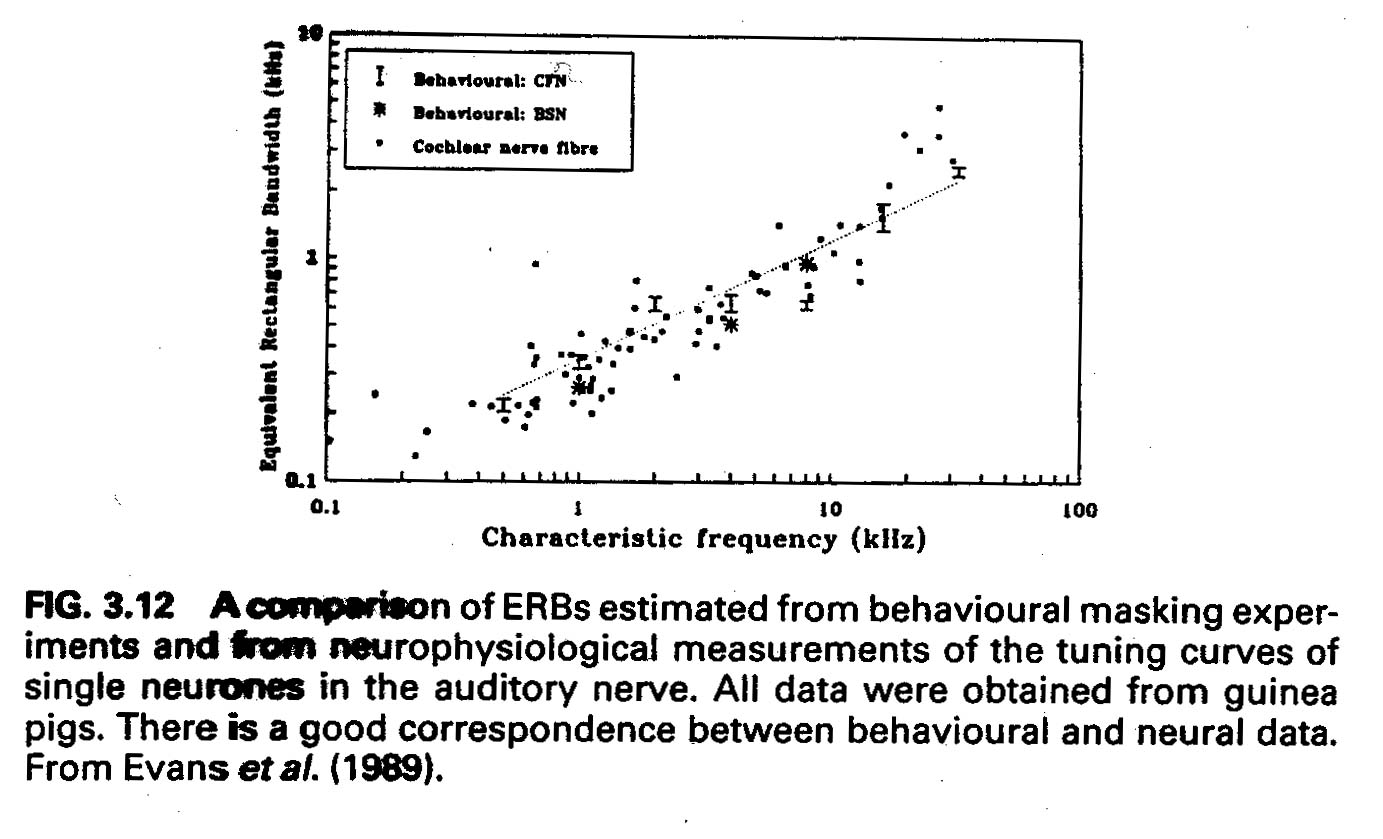 10
Behavioural: CFN
Behavioural: BSN
Cochlear nerve fibre
Equivalent Rectangular Bandwidth (kHz)
1
0.1
0.1 1 10 100
Characteristic frequency (kHz)
FIG. 3.12 A comparison of ERBs estimated from behavioural masking exper-
iments and from neurophysiological measurements of the tuning curves of
single neurones in the auditory nerve. All data were obtained from guinea
pigs. There is a good correspondence between behavioural and neural data.
From Evans et al. (1989).